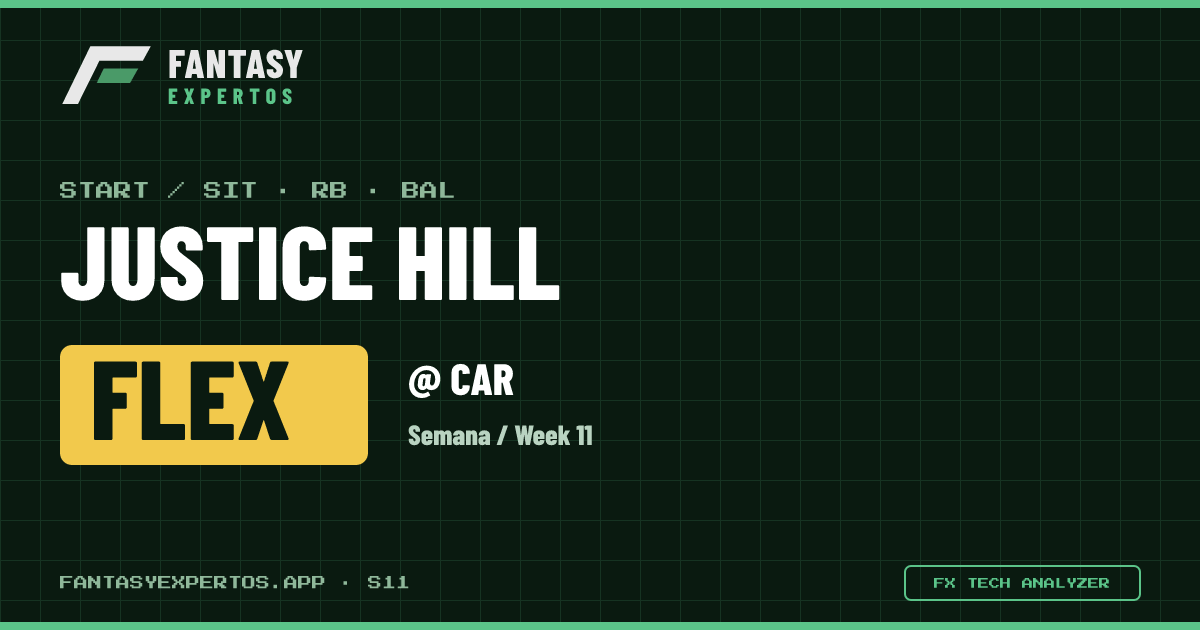 FANTASY
EXPERTOS
START / SIT · RB · BAL
JUSTICE HILL
FLEX
@ CAR
Semana / Week 11
FANTASYEXPERTOS.APP · S11
FX TECH ANALYZER